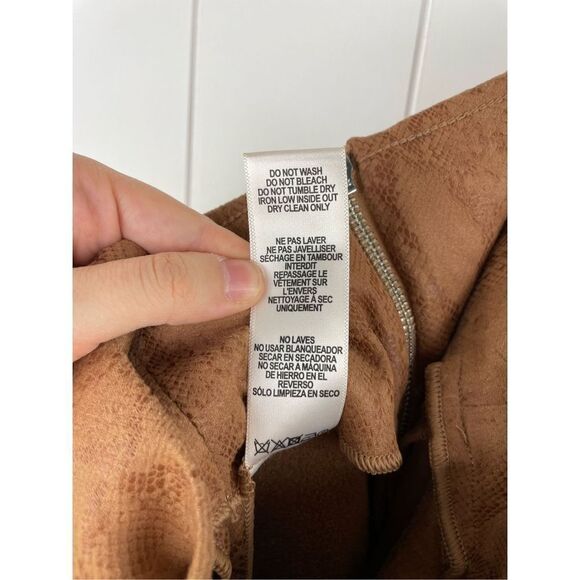 DO NOT WASH
DO NOT BLEACH
DO NOT TUMBLE DRY
IRON LOW INSIDE OUT
DRY CLEAN ONLY
NE PAS LAVER
NE PAS JAVELLISER
SÉCHAGE EN TAMBOUR
INTERDIT
REPASSAGE LE
VÊTEMENT SUR
L'ENVERS
NETTOYAGE À SEC
UNIQUEMENT
NO LAVES
NO USAR BLANQUEADOR
SECAR EN SECADORA
NO SECAR A MÁQUINA
DE HIERRO EN EL
REVERSO
SÓLO LIMPIEZA EN SECO